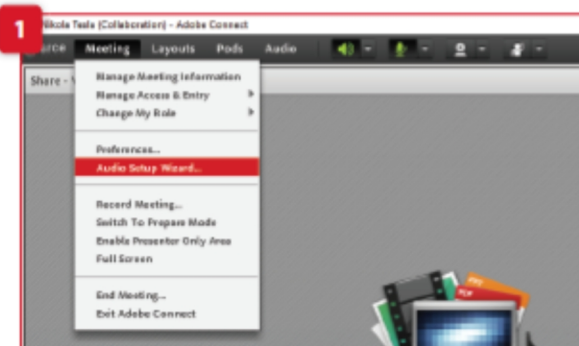 1
Nikola Tesla (Collaboration) - Adobe Connect
Meeting Layouts Pods Audio
Share -
Manage Meeting Information
Manage Access & Entry
Change My Role
Preferences...
Audio Setup Wizard...
Record Meeting...
Switch To Prepare Mode
Enable Presenter Only Area
Full Screen
End Meeting...
Exit Adobe Connect
PDF